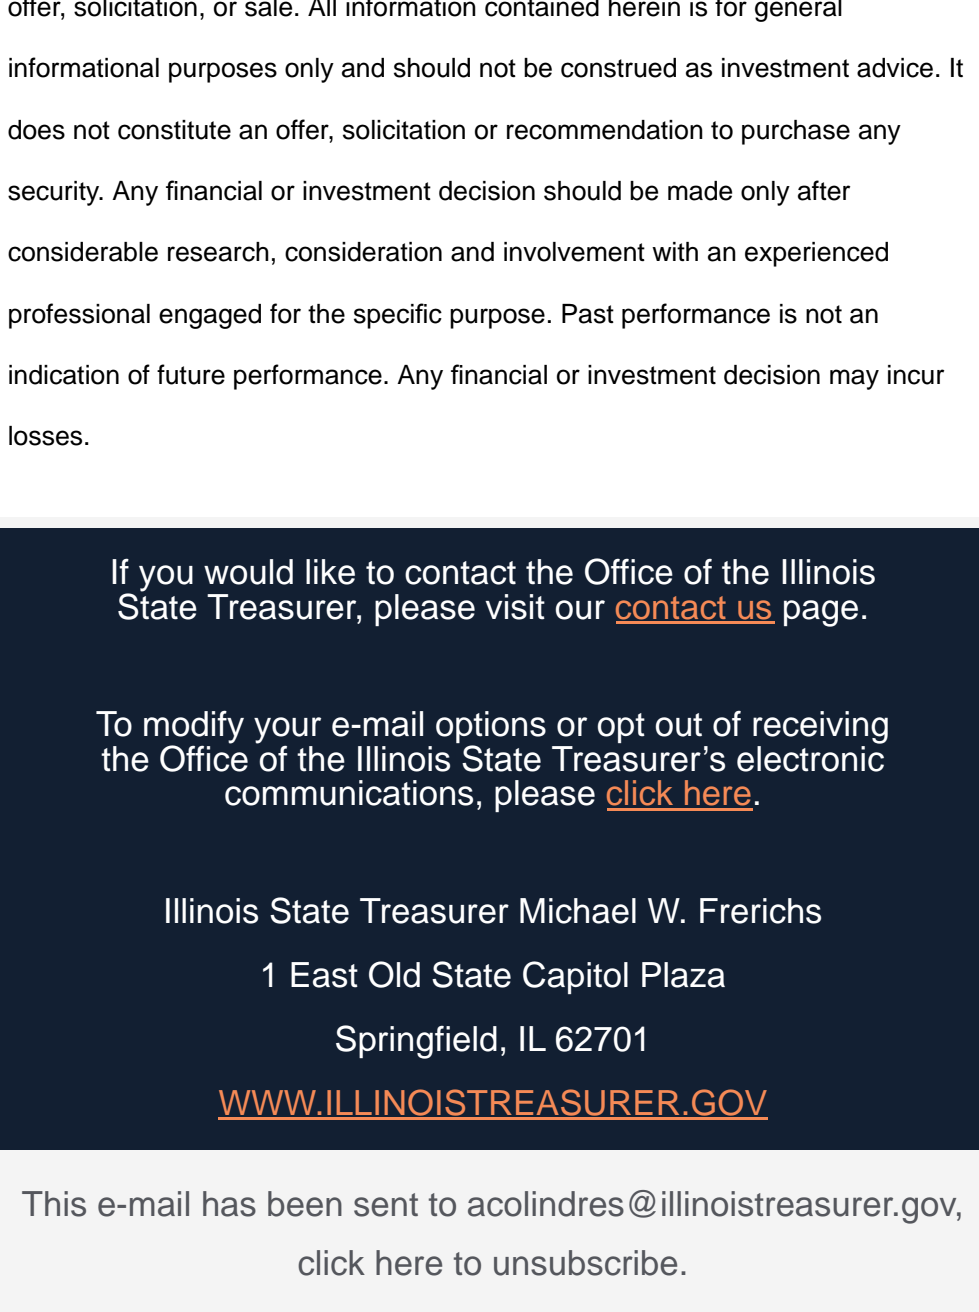 offer, solicitation, or sale. All information contained herein is for general
informational purposes only and should not be construed as investment advice. It
does not constitute an offer, solicitation or recommendation to purchase any
security. Any financial or investment decision should be made only after
considerable research, consideration and involvement with an experienced
professional engaged for the specific purpose. Past performance is not an
indication of future performance. Any financial or investment decision may incur
losses.
If you would like to contact the Office of the Illinois
State Treasurer, please visit our contact us page.
To modify your e-mail options or opt out of receiving
the Office of the Illinois State Treasurer’s electronic
communications, please click here.
Illinois State Treasurer Michael W. Frerichs
1 East Old State Capitol Plaza
Springfield, IL 62701
WWW.ILLINOISTREASURER.GOV
This e-mail has been sent to acolindres@illinoistreasurer.gov,
click here to unsubscribe.